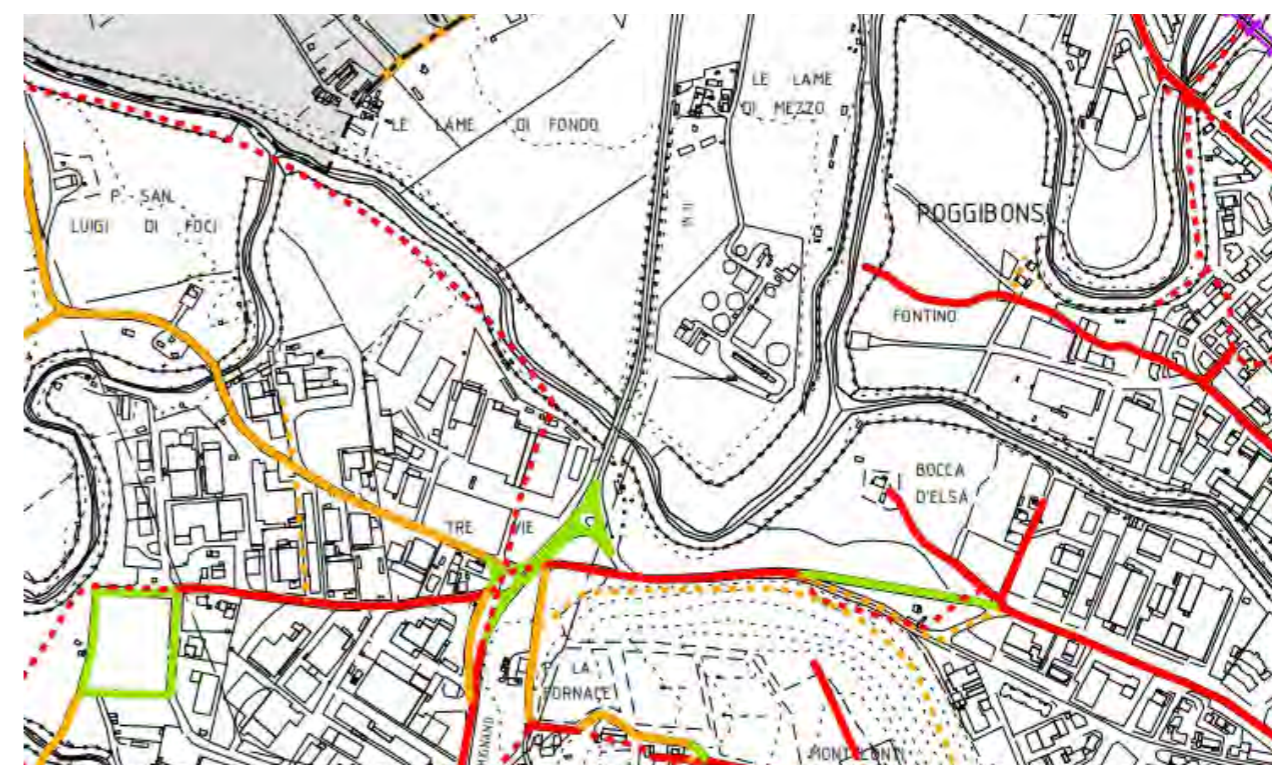 LE LAME
DI MEZZO
LE LAME DI FONDO
P. SAN
LUIGI DI FOCI
POGGIBONS
FONTINO
BOCCA
D'ELSA
TRE VIE
LA
FORNACE